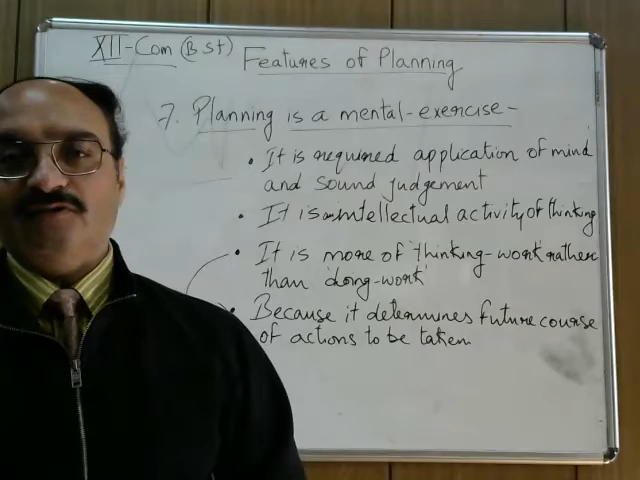 XII-Com (B St) Features of Planning
7. Planning is a mental-exercise-
• It is required application of mind
and sound judgement
• It is an intellectual activity of thinking
• It is more of 'thinking-work' rather
than 'doing-work'
• Because it determines future course
of actions to be taken